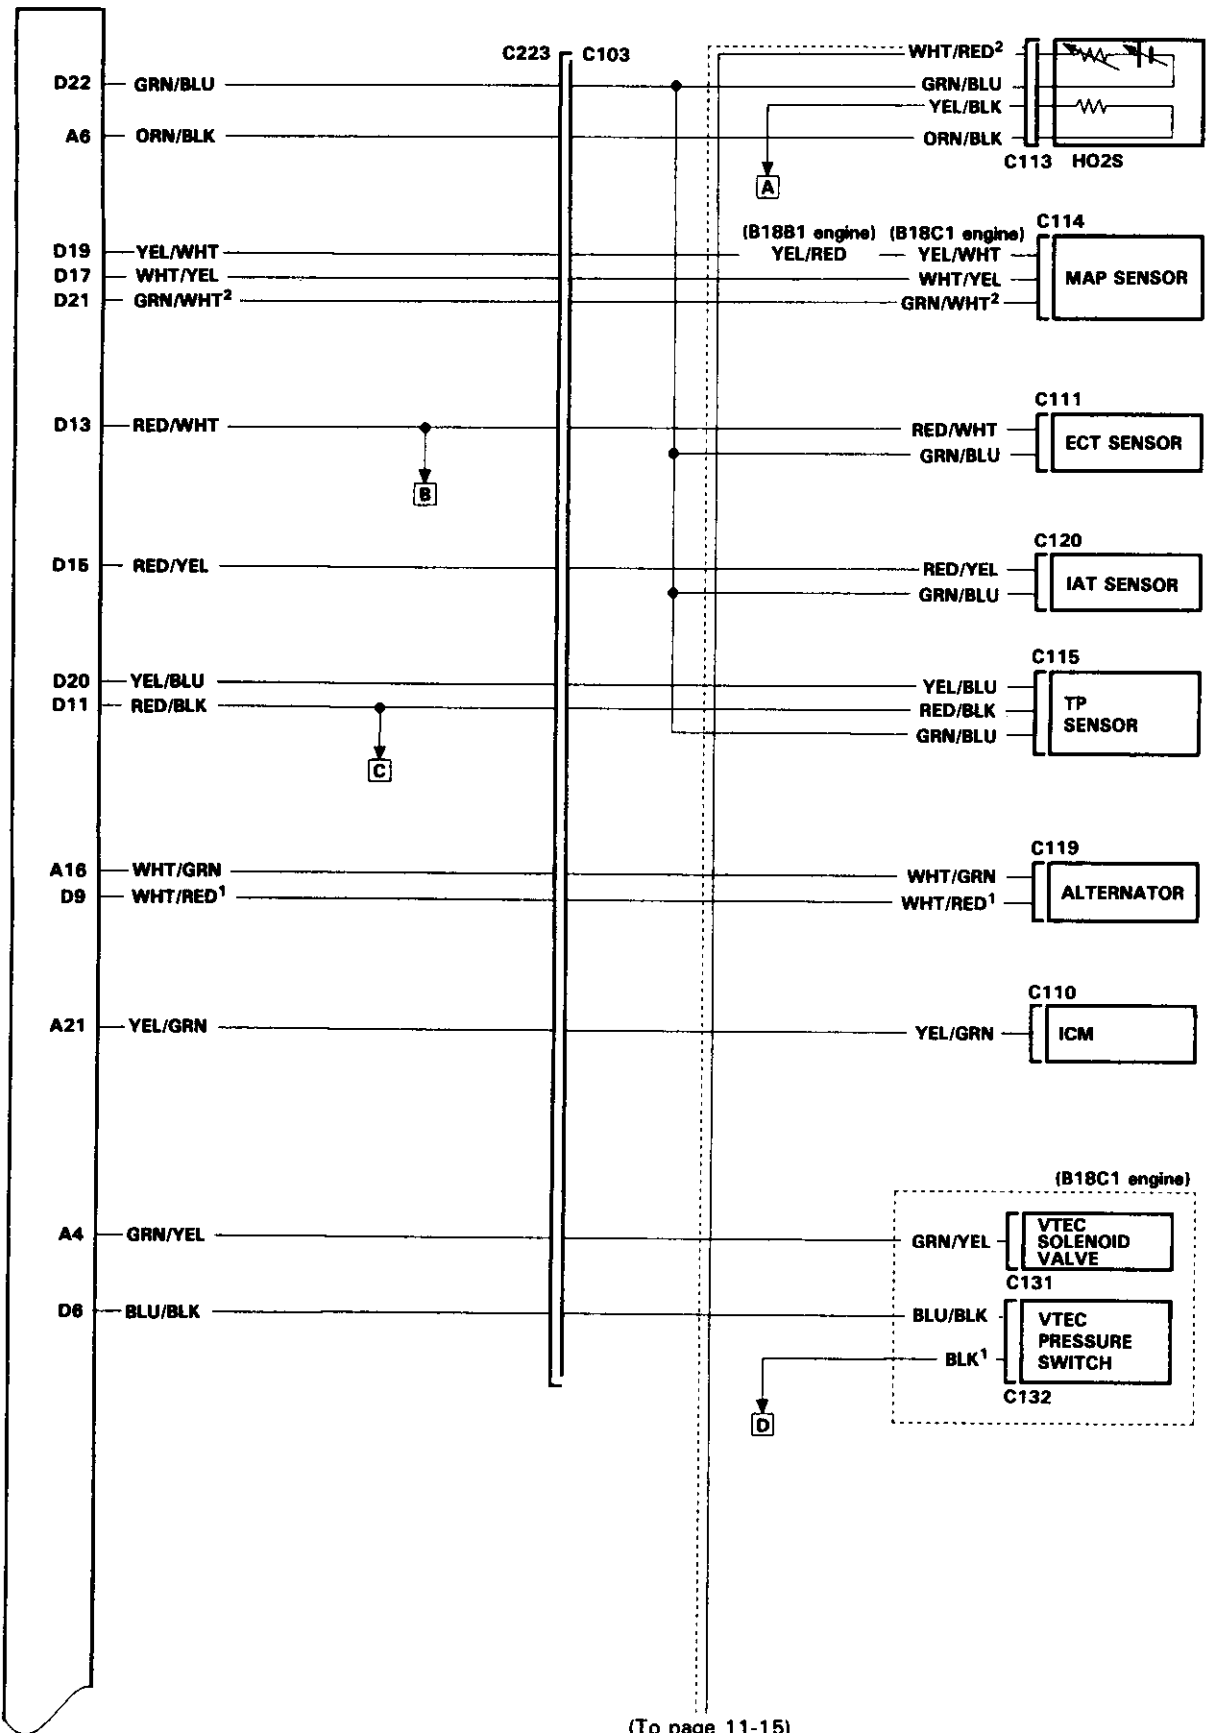 C223 C103 WHT/RED²
D22 GRN/BLU GRN/BLU
YEL/BLK
A6 ORN/BLK ORN/BLK
C113 HO2S
A
C114
(B18B1 engine) (B18C1 engine)
D19 YEL/WHT YEL/RED YEL/WHT
D17 WHT/YEL WHT/YEL MAP SENSOR
D21 GRN/WHT² GRN/WHT²
C111
D13 RED/WHT RED/WHT
GRN/BLU ECT SENSOR
B
C120
D15 RED/YEL RED/YEL
GRN/BLU IAT SENSOR
C115
D20 YEL/BLU YEL/BLU
D11 RED/BLK RED/BLK TP
GRN/BLU SENSOR
C
C119
A16 WHT/GRN WHT/GRN
D9 WHT/RED¹ WHT/RED¹ ALTERNATOR
C110
A21 YEL/GRN YEL/GRN ICM
(B18C1 engine)
A4 GRN/YEL GRN/YEL VTEC
SOLENOID
VALVE
C131
D6 BLU/BLK BLU/BLK VTEC
PRESSURE
BLK¹ SWITCH
C132
D
(To page 11-15)